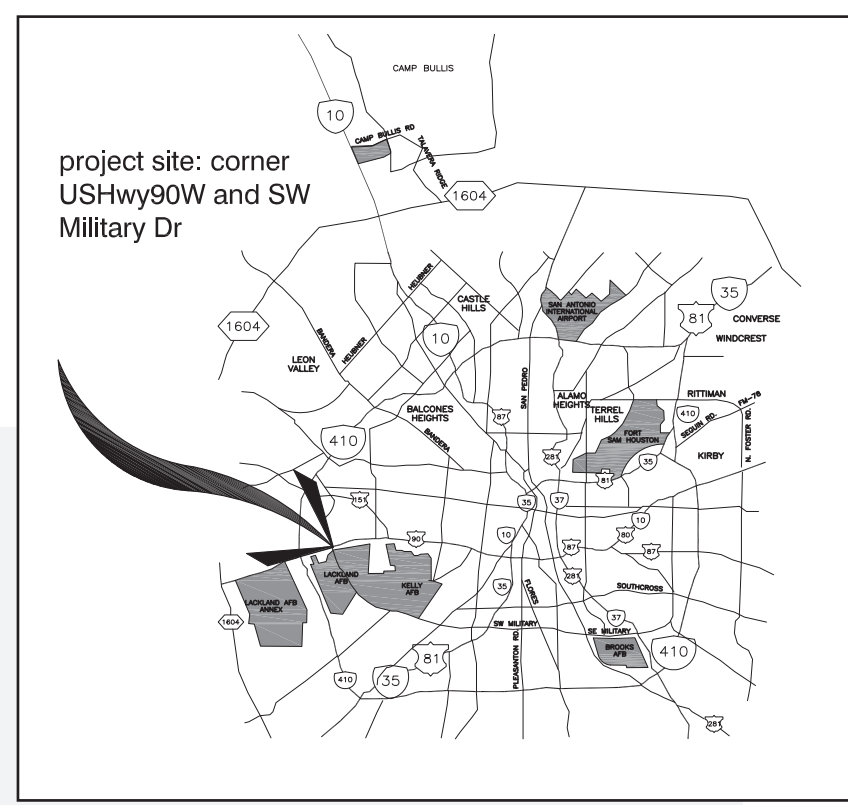 CAMP BULLIS
10
CAMP BULLIS RD
TALAVERA RIDGE
project site: corner
USHwy90W and SW
Military Dr
1604
HEUBNER
CASTLE
HILLS
SAN ANTONIO
INTERNATIONAL
AIRPORT
35
81
CONVERSE
WINDCREST
1604
BANDERA
HEUBNER
10
LEON
VALLEY
SAN PEDRO
ALAMO
HEIGHTS
TERREL
HILLS
RITTIMAN
FM-78
BALCONES
HEIGHTS
87
410
SEQUIN RD.
N. FOSTER RD.
410
BANDERA
FORT
SAM HOUSTON
KIRBY
281
35
81
151
35
37
10
90
10
80
87
87
LACKLAND
AFB
KELLY
AFB
281
LACKLAND AFB
ANNEX
35
FLORES
SOUTHCROSS
1604
SW MILITARY
37
SE MILITARY
PLEASANTON RD.
BROOKS
AFB
410
81
410
35
281